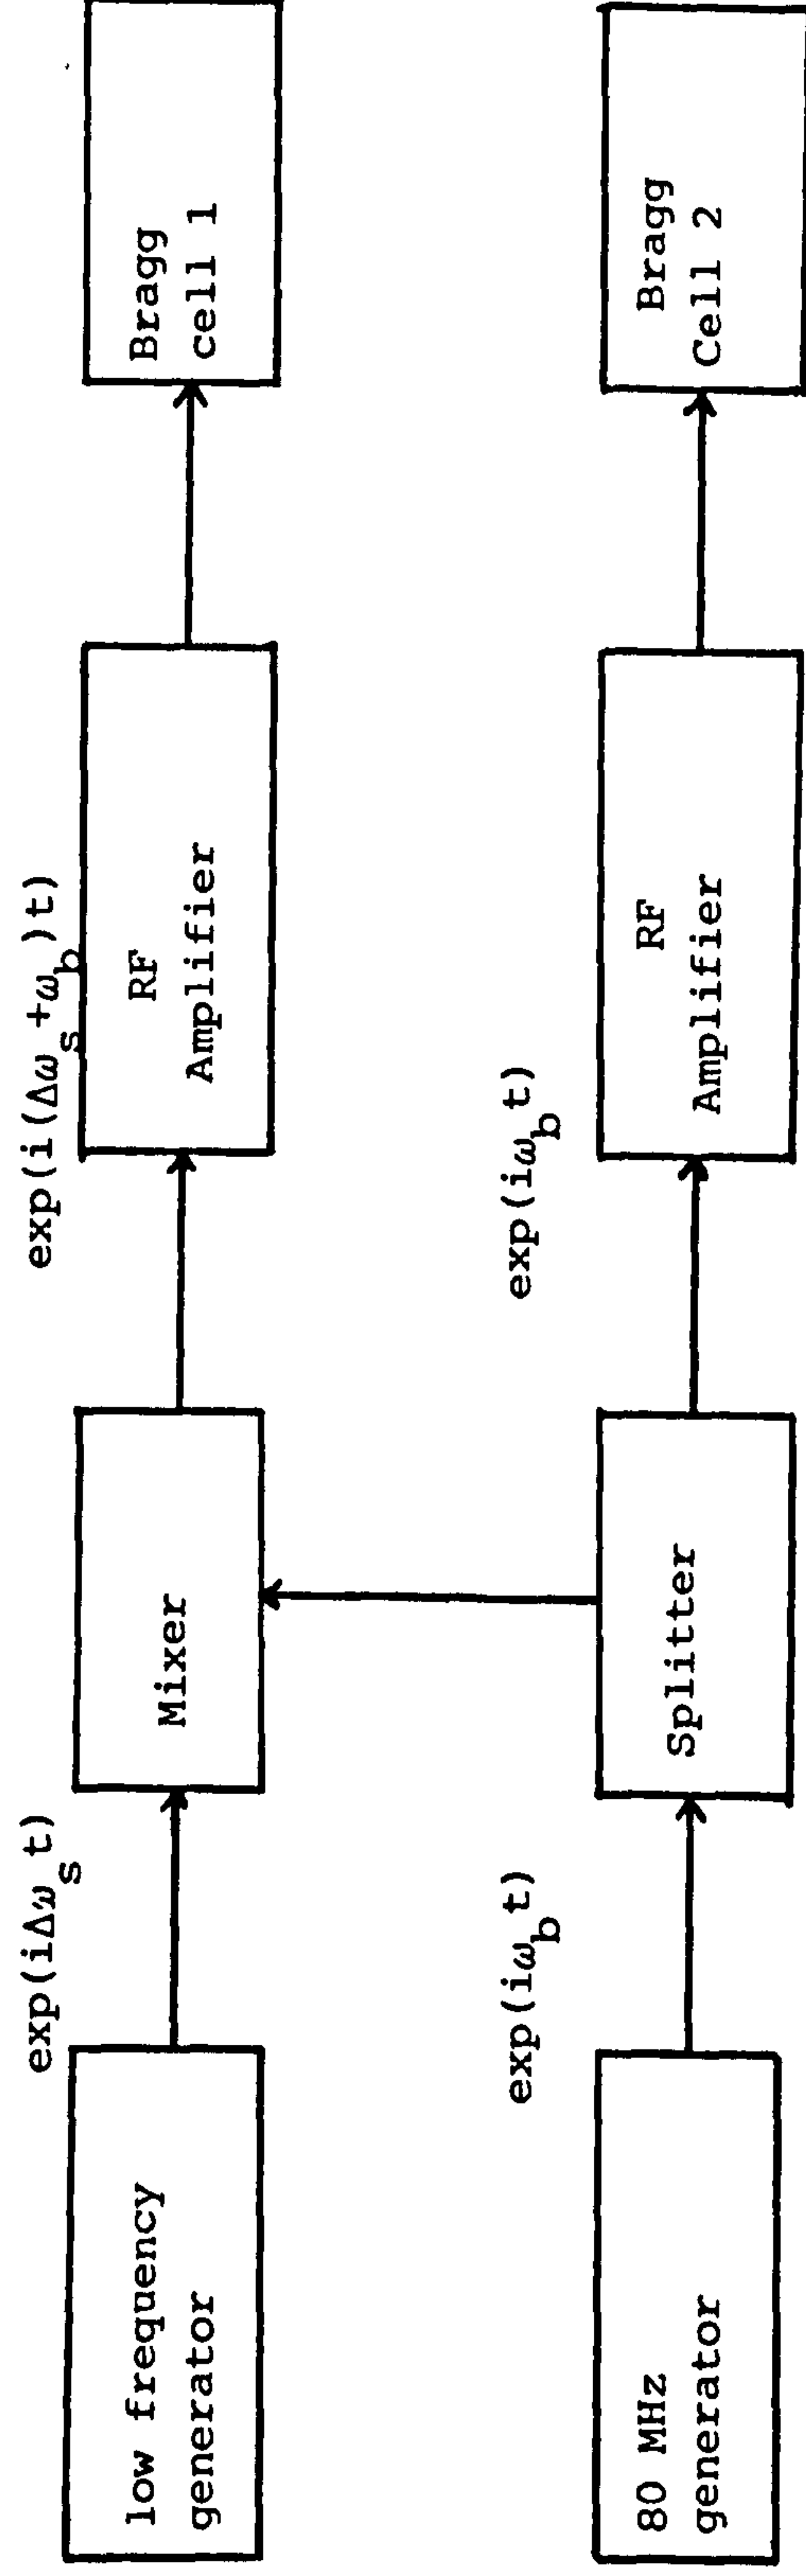 exp(iΔω_s t)
exp(i(Δω_s+ω_b)t)
low frequency
generator
Mixer
RF
Amplifier
Bragg
cell 1
exp(iω_b t)
exp(iω_b t)
80 MHz
generator
Splitter
RF
Amplifier
Bragg
Cell 2